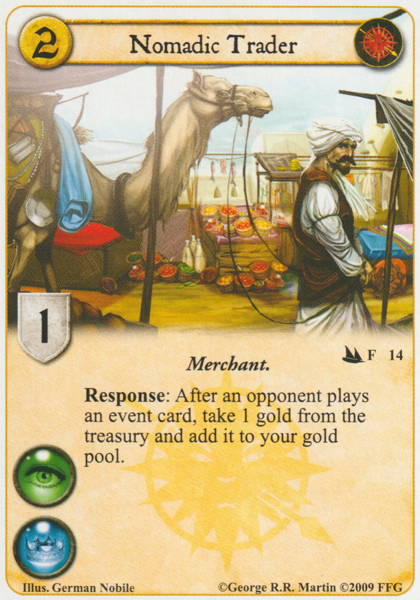 2
Nomadic Trader
1
F 14
Merchant.
Response: After an opponent plays
an event card, take 1 gold from the
treasury and add it to your gold
pool.
Illus. German Nobile ©George R.R. Martin ©2009 FFG